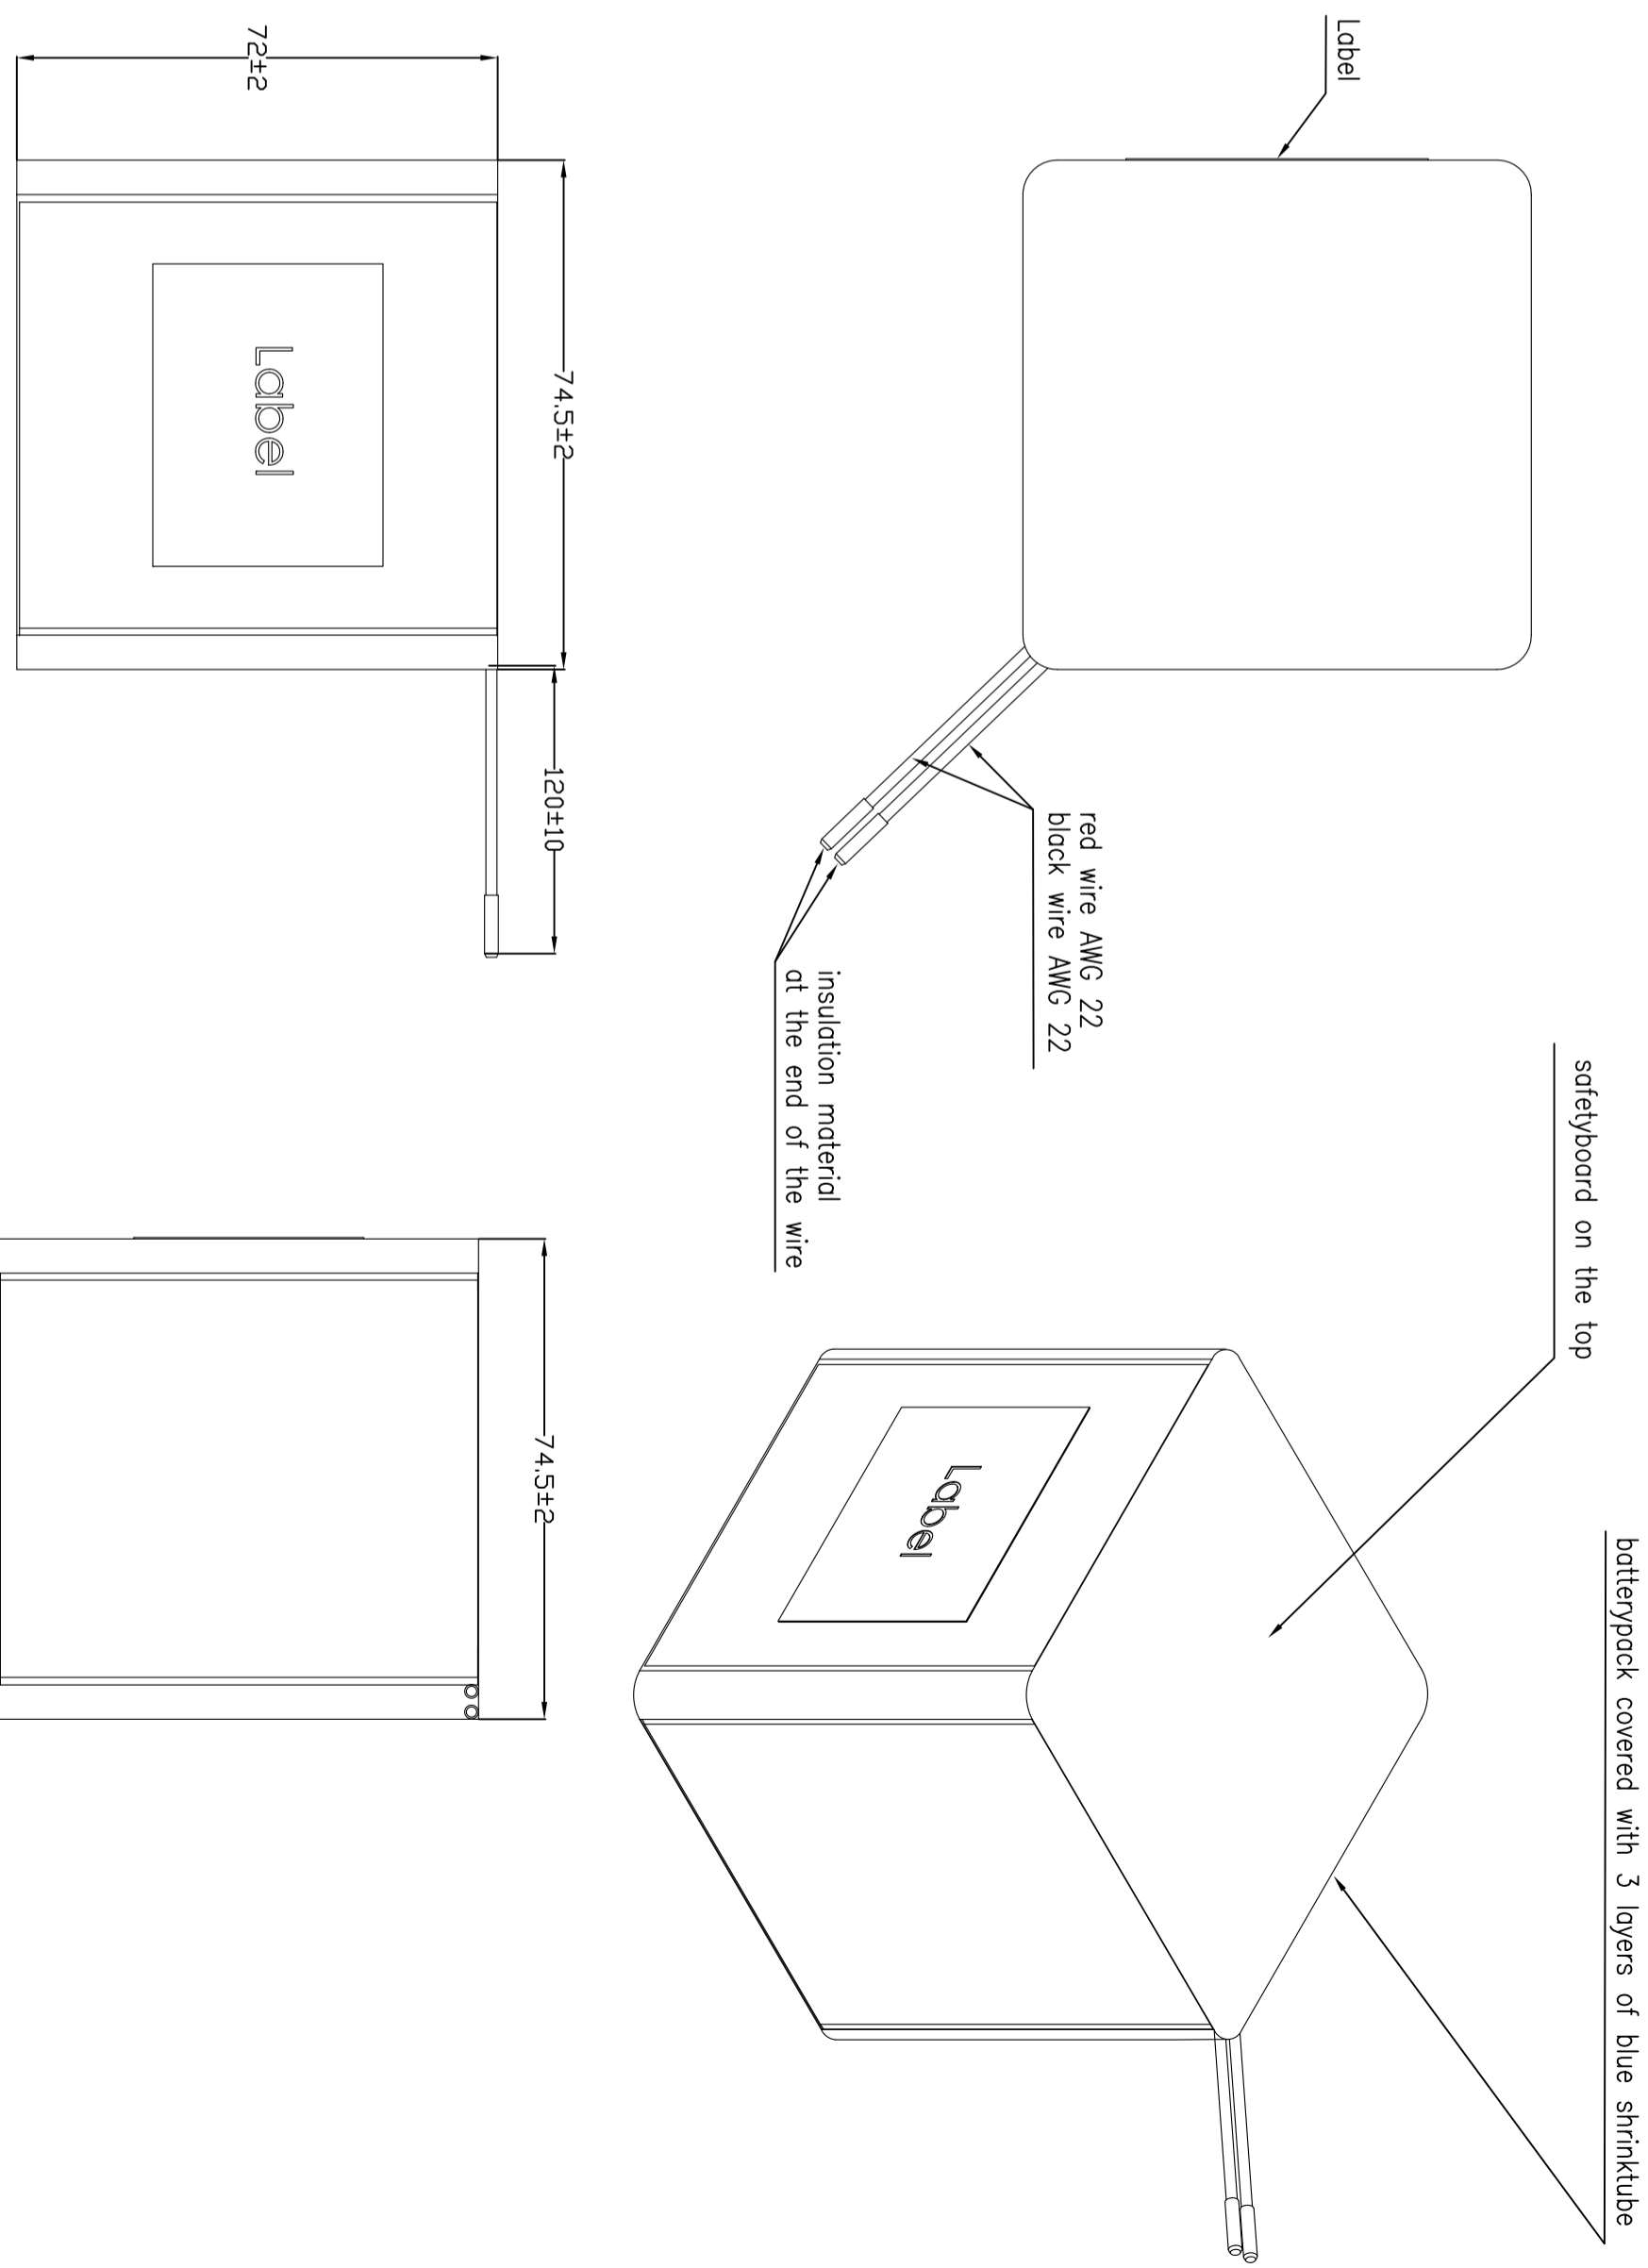 batterypack covered with 3 layers of blue shrinktube
safetyboard on the top
Label
red wire AWG 22
black wire AWG 22
insulation material
at the end of the wire
Label
74.5±2
120±10
72±2
Label
74.5±2